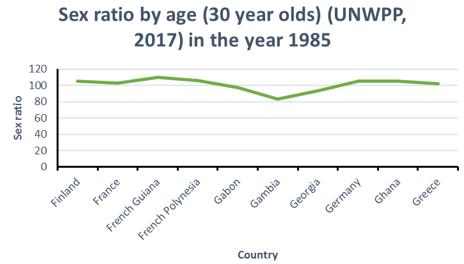 Sex ratio by age (30 year olds) (UNWPP,
2017) in the year 1985
120
100
80
60
40
20
0
Sex ratio
Finland
France
French Guiana
French Polynesia
Gabon
Gambia
Georgia
Germany
Ghana
Greece
Country